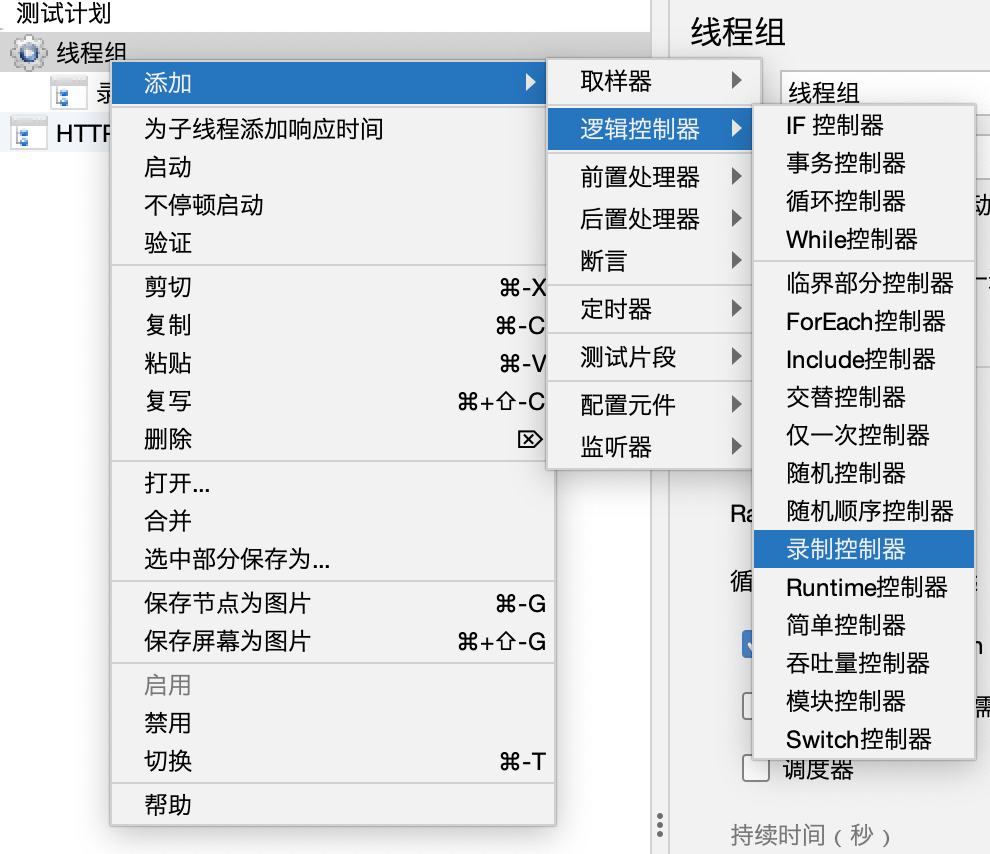 测试计划
线程组
录
HTTP
添加
为子线程添加响应时间
启动
不停顿启动
验证
剪切 ⌘-X
复制 ⌘-C
粘贴 ⌘-V
复写 ⌘+⇧-C
删除 ⌦
打开...
合并
选中部分保存为...
保存节点为图片 ⌘-G
保存屏幕为图片 ⌘+⇧-G
启用
禁用
切换 ⌘-T
帮助
取样器
逻辑控制器
前置处理器
后置处理器
断言
定时器
测试片段
配置元件
监听器
IF 控制器
事务控制器
循环控制器
While控制器
临界部分控制器
ForEach控制器
Include控制器
交替控制器
仅一次控制器
随机控制器
随机顺序控制器
录制控制器
Runtime控制器
简单控制器
吞吐量控制器
模块控制器
Switch控制器
线程组
线程组
动
Ra
循
n
需
调度器
持续时间（秒）